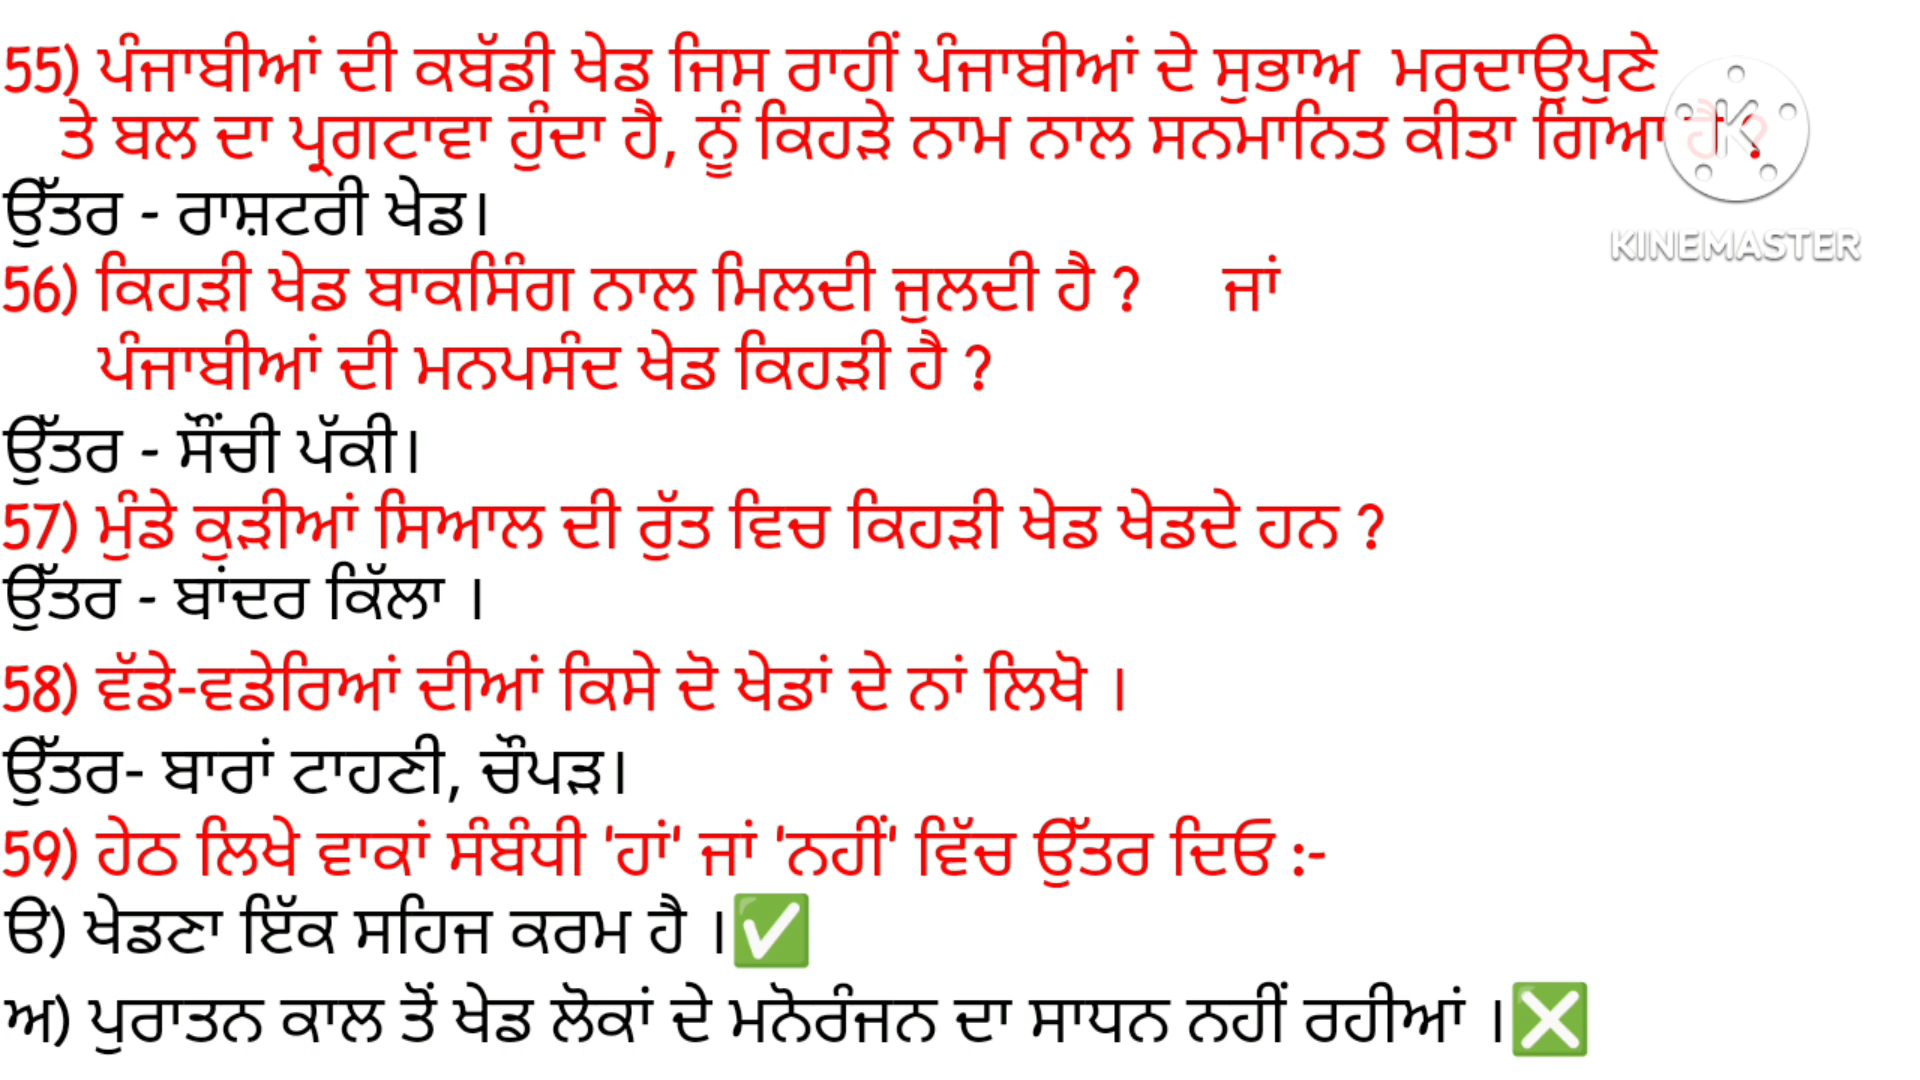 55) ਪੰਜਾਬੀਆਂ ਦੀ ਕਬੱਡੀ ਖੇਡ ਜਿਸ ਰਾਹੀਂ ਪੰਜਾਬੀਆਂ ਦੇ ਸੁਭਾਅ ਮਰਦਾਉਪੁਣੇ
ਤੇ ਬਲ ਦਾ ਪ੍ਰਗਟਾਵਾ ਹੁੰਦਾ ਹੈ, ਨੂੰ ਕਿਹੜੇ ਨਾਮ ਨਾਲ ਸਨਮਾਨਿਤ ਕੀਤਾ ਗਿਆ ਹੈ ?
KINEMASTER
ਉੱਤਰ - ਰਾਸ਼ਟਰੀ ਖੇਡ।
56) ਕਿਹੜੀ ਖੇਡ ਬਾਕਸਿੰਗ ਨਾਲ ਮਿਲਦੀ ਜੁਲਦੀ ਹੈ ? ਜਾਂ
ਪੰਜਾਬੀਆਂ ਦੀ ਮਨਪਸੰਦ ਖੇਡ ਕਿਹੜੀ ਹੈ ?
ਉੱਤਰ - ਸੌਂਚੀ ਪੱਕੀ।
57) ਮੁੰਡੇ ਕੁੜੀਆਂ ਸਿਆਲ ਦੀ ਰੁੱਤ ਵਿਚ ਕਿਹੜੀ ਖੇਡ ਖੇਡਦੇ ਹਨ ?
ਉੱਤਰ - ਬਾਂਦਰ ਕਿੱਲਾ ।
58) ਵੱਡੇ-ਵਡੇਰਿਆਂ ਦੀਆਂ ਕਿਸੇ ਦੋ ਖੇਡਾਂ ਦੇ ਨਾਂ ਲਿਖੋ ।
ਉੱਤਰ- ਬਾਰਾਂ ਟਾਹਣੀ, ਚੌਪੜ।
59) ਹੇਠ ਲਿਖੇ ਵਾਕਾਂ ਸੰਬੰਧੀ 'ਹਾਂ' ਜਾਂ 'ਨਹੀਂ' ਵਿੱਚ ਉੱਤਰ ਦਿਓ :-
ੳ) ਖੇਡਣਾ ਇੱਕ ਸਹਿਜ ਕਰਮ ਹੈ ।✅
ਅ) ਪੁਰਾਤਨ ਕਾਲ ਤੋਂ ਖੇਡ ਲੋਕਾਂ ਦੇ ਮਨੋਰੰਜਨ ਦਾ ਸਾਧਨ ਨਹੀਂ ਰਹੀਆਂ ।❎